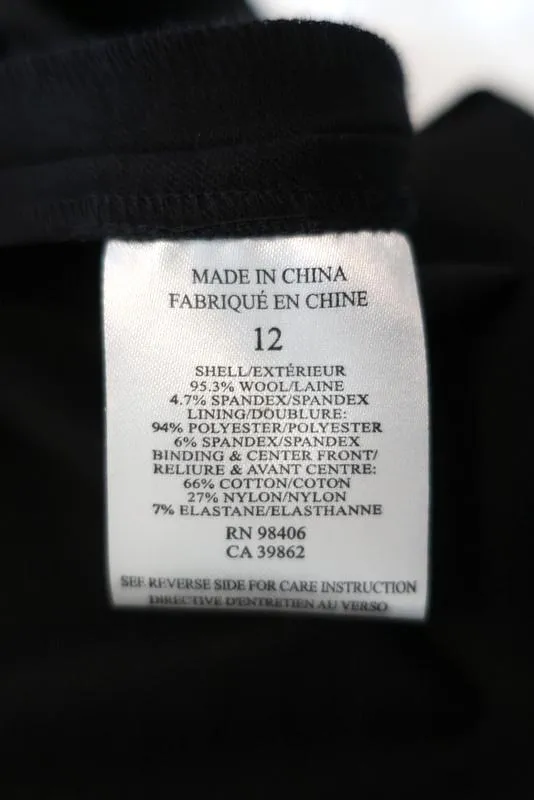 MADE IN CHINA
FABRIQUÉ EN CHINE
12
SHELL/EXTÉRIEUR
95.3% WOOL/LAINE
4.7% SPANDEX/SPANDEX
LINING/DOUBLURE:
94% POLYESTER/POLYESTER
6% SPANDEX/SPANDEX
BINDING & CENTER FRONT/
RELIURE & AVANT CENTRE:
66% COTTON/COTON
27% NYLON/NYLON
7% ELASTANE/ELASTHANNE
RN 98406
CA 39862
SEE REVERSE SIDE FOR CARE INSTRUCTION
DIRECTIVE D'ENTRETIEN AU VERSO